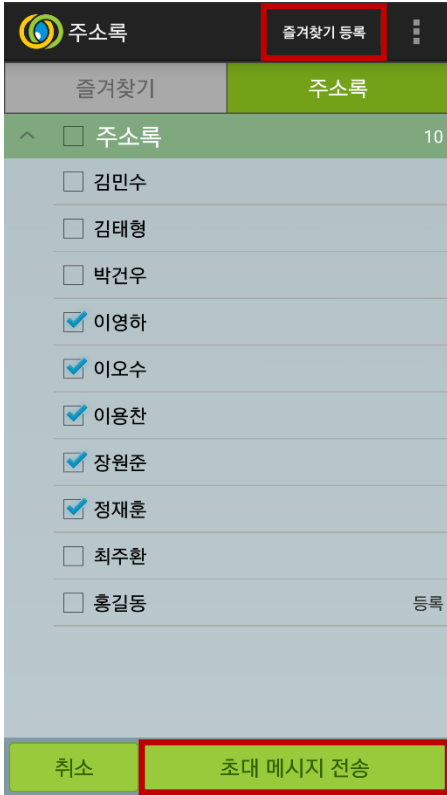 주소록 즐겨찾기 등록
즐겨찾기 주소록
주소록 10
김민수
김태형
박건우
이영하
이오수
이용찬
장원준
정재훈
최주환
홍길동 등록
취소 초대 메시지 전송